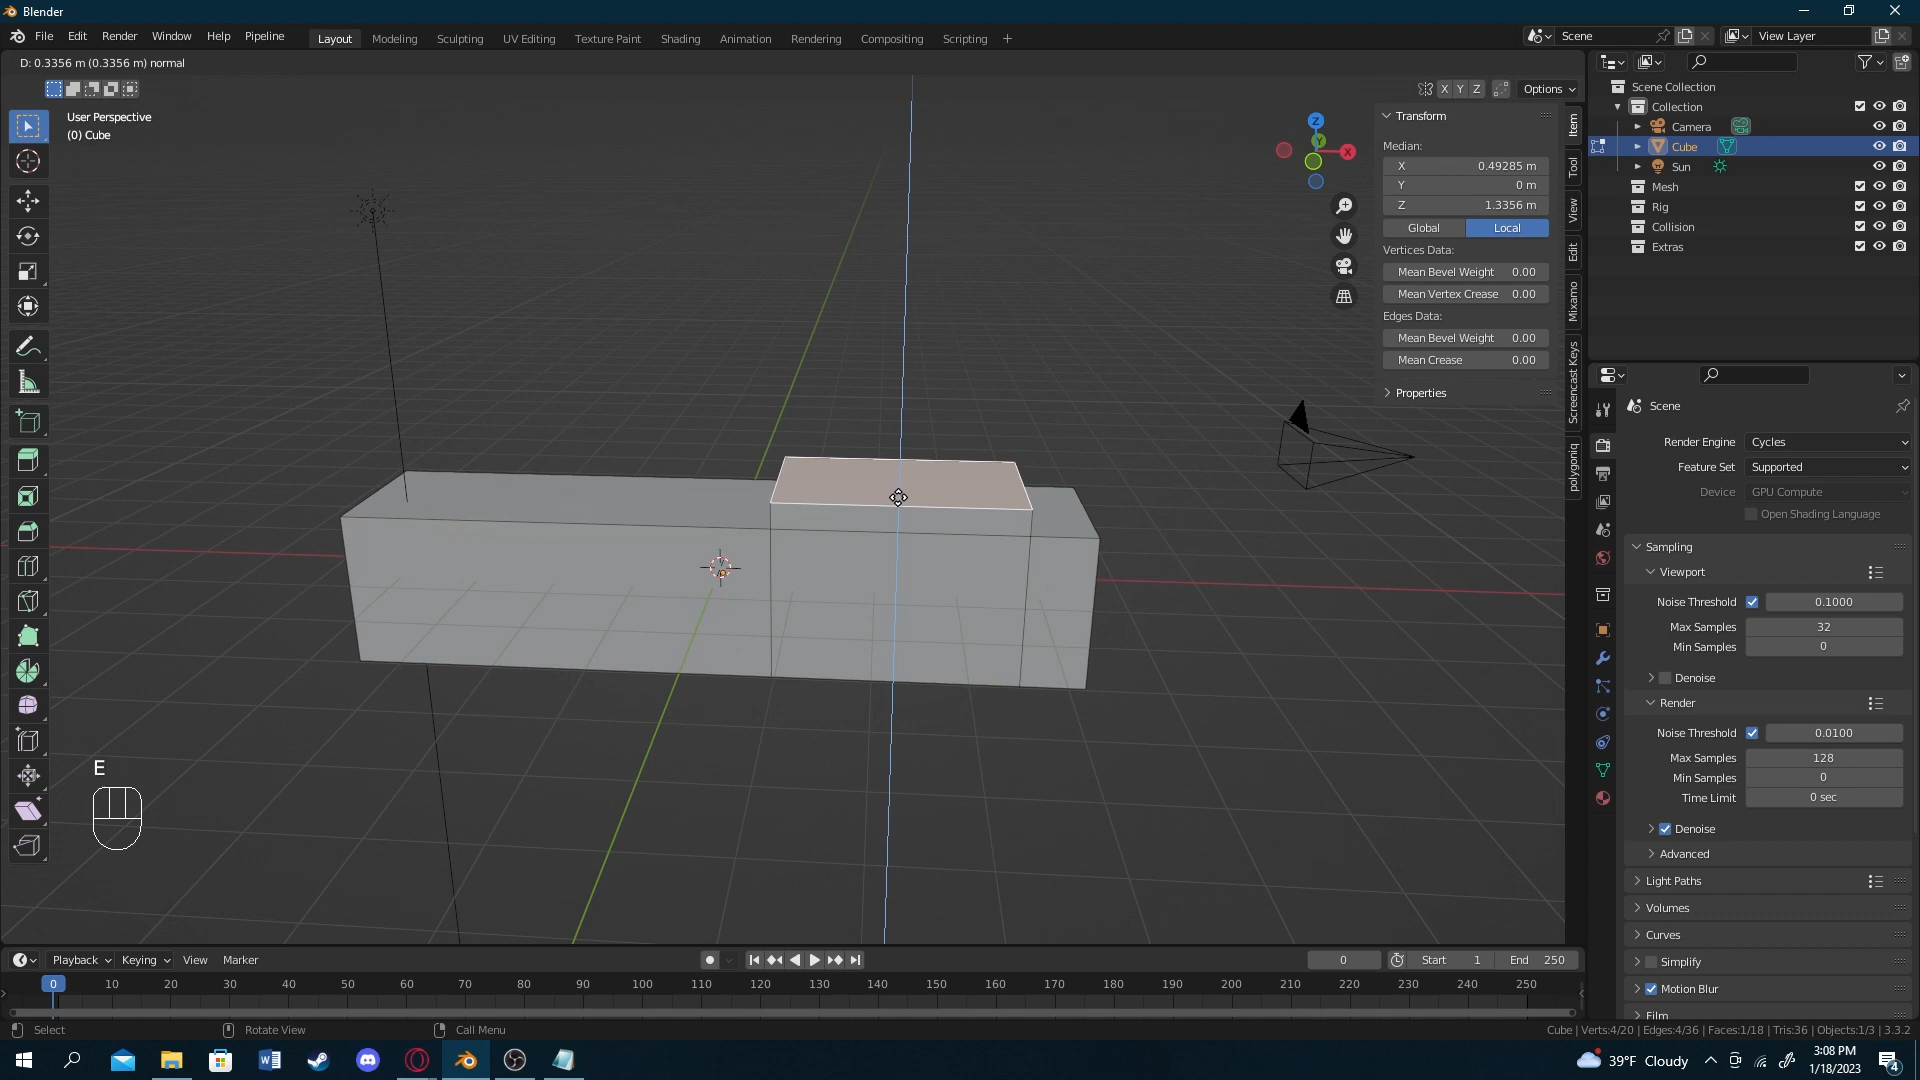 Blender
File Edit Render Window Help Pipeline Layout Modeling Sculpting UV Editing Texture Paint Shading Animation Rendering Compositing Scripting + Scene View Layer
D: 0.3356 m (0.3356 m) normal
X Y Z Options
User Perspective
(0) Cube
Z
X
Y
Transform
Median:
X 0.49285 m
Y 0 m
Z 1.3356 m
Global Local
Vertices Data:
Mean Bevel Weight 0.00
Mean Vertex Crease 0.00
Edges Data:
Mean Bevel Weight 0.00
Mean Crease 0.00
Properties
Item
Tool
View
Edit
Mixamo
Screencast Keys
polygoniq
Scene Collection
Collection
Camera
Cube
Sun
Mesh
Rig
Collision
Extras
Scene
Render Engine Cycles
Feature Set Supported
Device GPU Compute
Open Shading Language
Sampling
Viewport
Noise Threshold 0.1000
Max Samples 32
Min Samples 0
Denoise
Render
Noise Threshold 0.0100
Max Samples 128
Min Samples 0
Time Limit 0 sec
Denoise
Advanced
Light Paths
Volumes
Curves
Simplify
Motion Blur
Film
E
Playback Keying View Marker 0 Start 1 End 250
0 10 20 30 40 50 60 70 80 90 100 110 120 130 140 150 160 170 180 190 200 210 220 230 240 250
Select Rotate View Call Menu Cube | Verts:4/20 | Edges:4/36 | Faces:1/18 | Tris:36 | Objects:1/3 | 3.3.2
39°F Cloudy
3:08 PM
1/18/2023
4